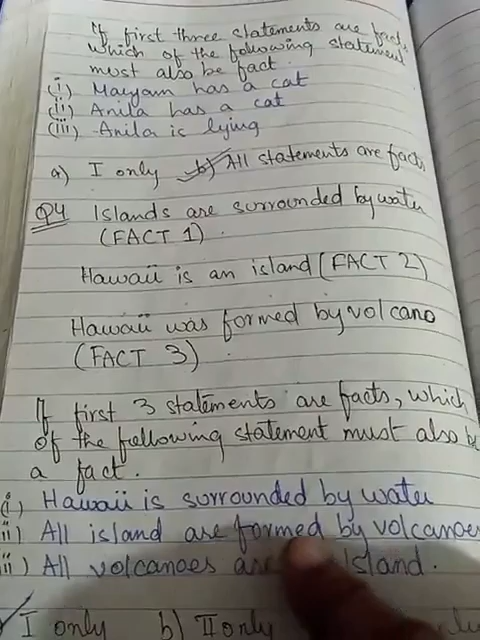 If first three statements are facts,
which of the following statement
must also be fact.
(i) Maryam has a cat
(ii) Anila has a cat
(iii) Anila is lying
a) I only b) All statements are facts
Q4 Islands are surrounded by water
(FACT 1).
Hawaii is an island (FACT 2)
Hawaii was formed by volcano
(FACT 3)
If first 3 statements are facts, which
of the following statement must also be
a fact.
(i) Hawaii is surrounded by water
ii) All island are formed by volcanoes
iii) All volcanoes are Island.
I only b) II only